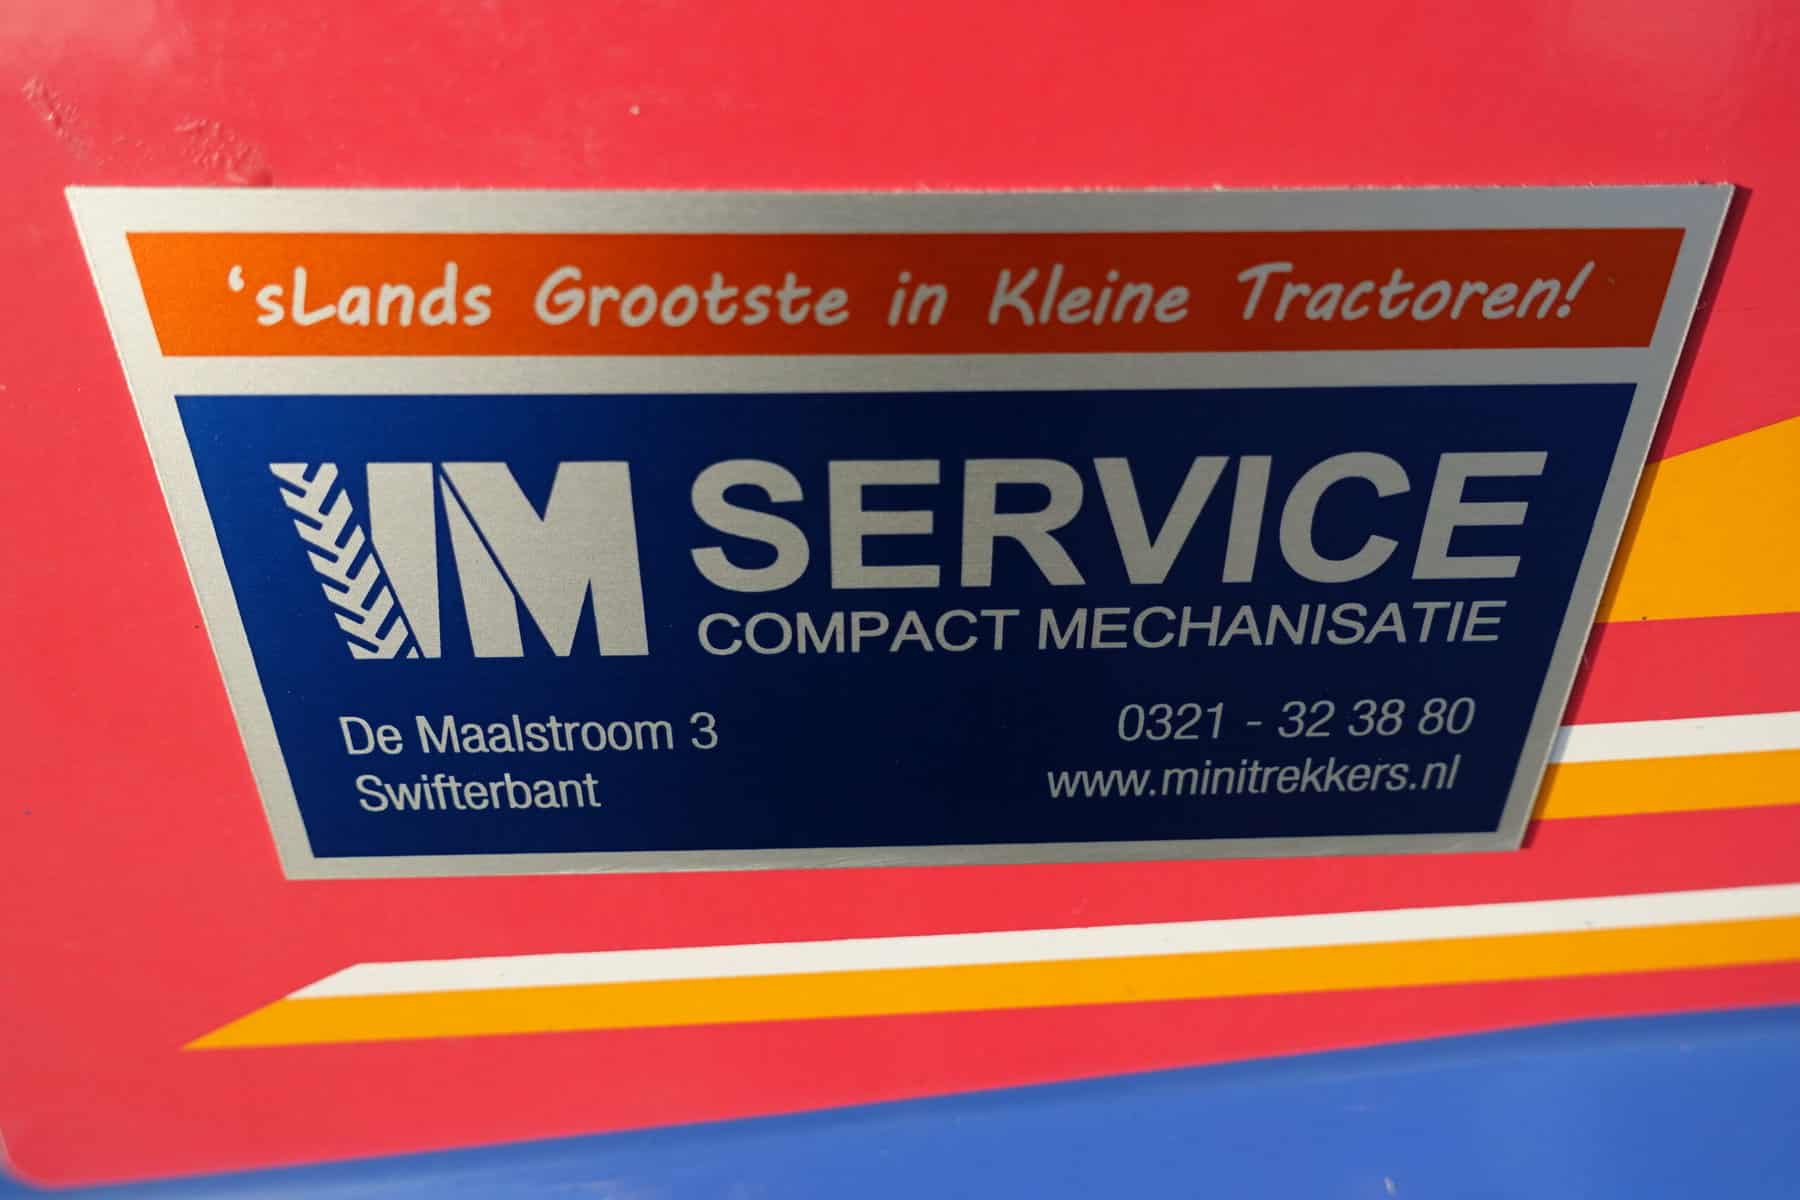 ‘sLands Grootste in Kleine Tractoren!
IM SERVICE
COMPACT MECHANISATIE
De Maalstroom 3
Swifterbant
0321 - 32 38 80
www.minitrekkers.nl